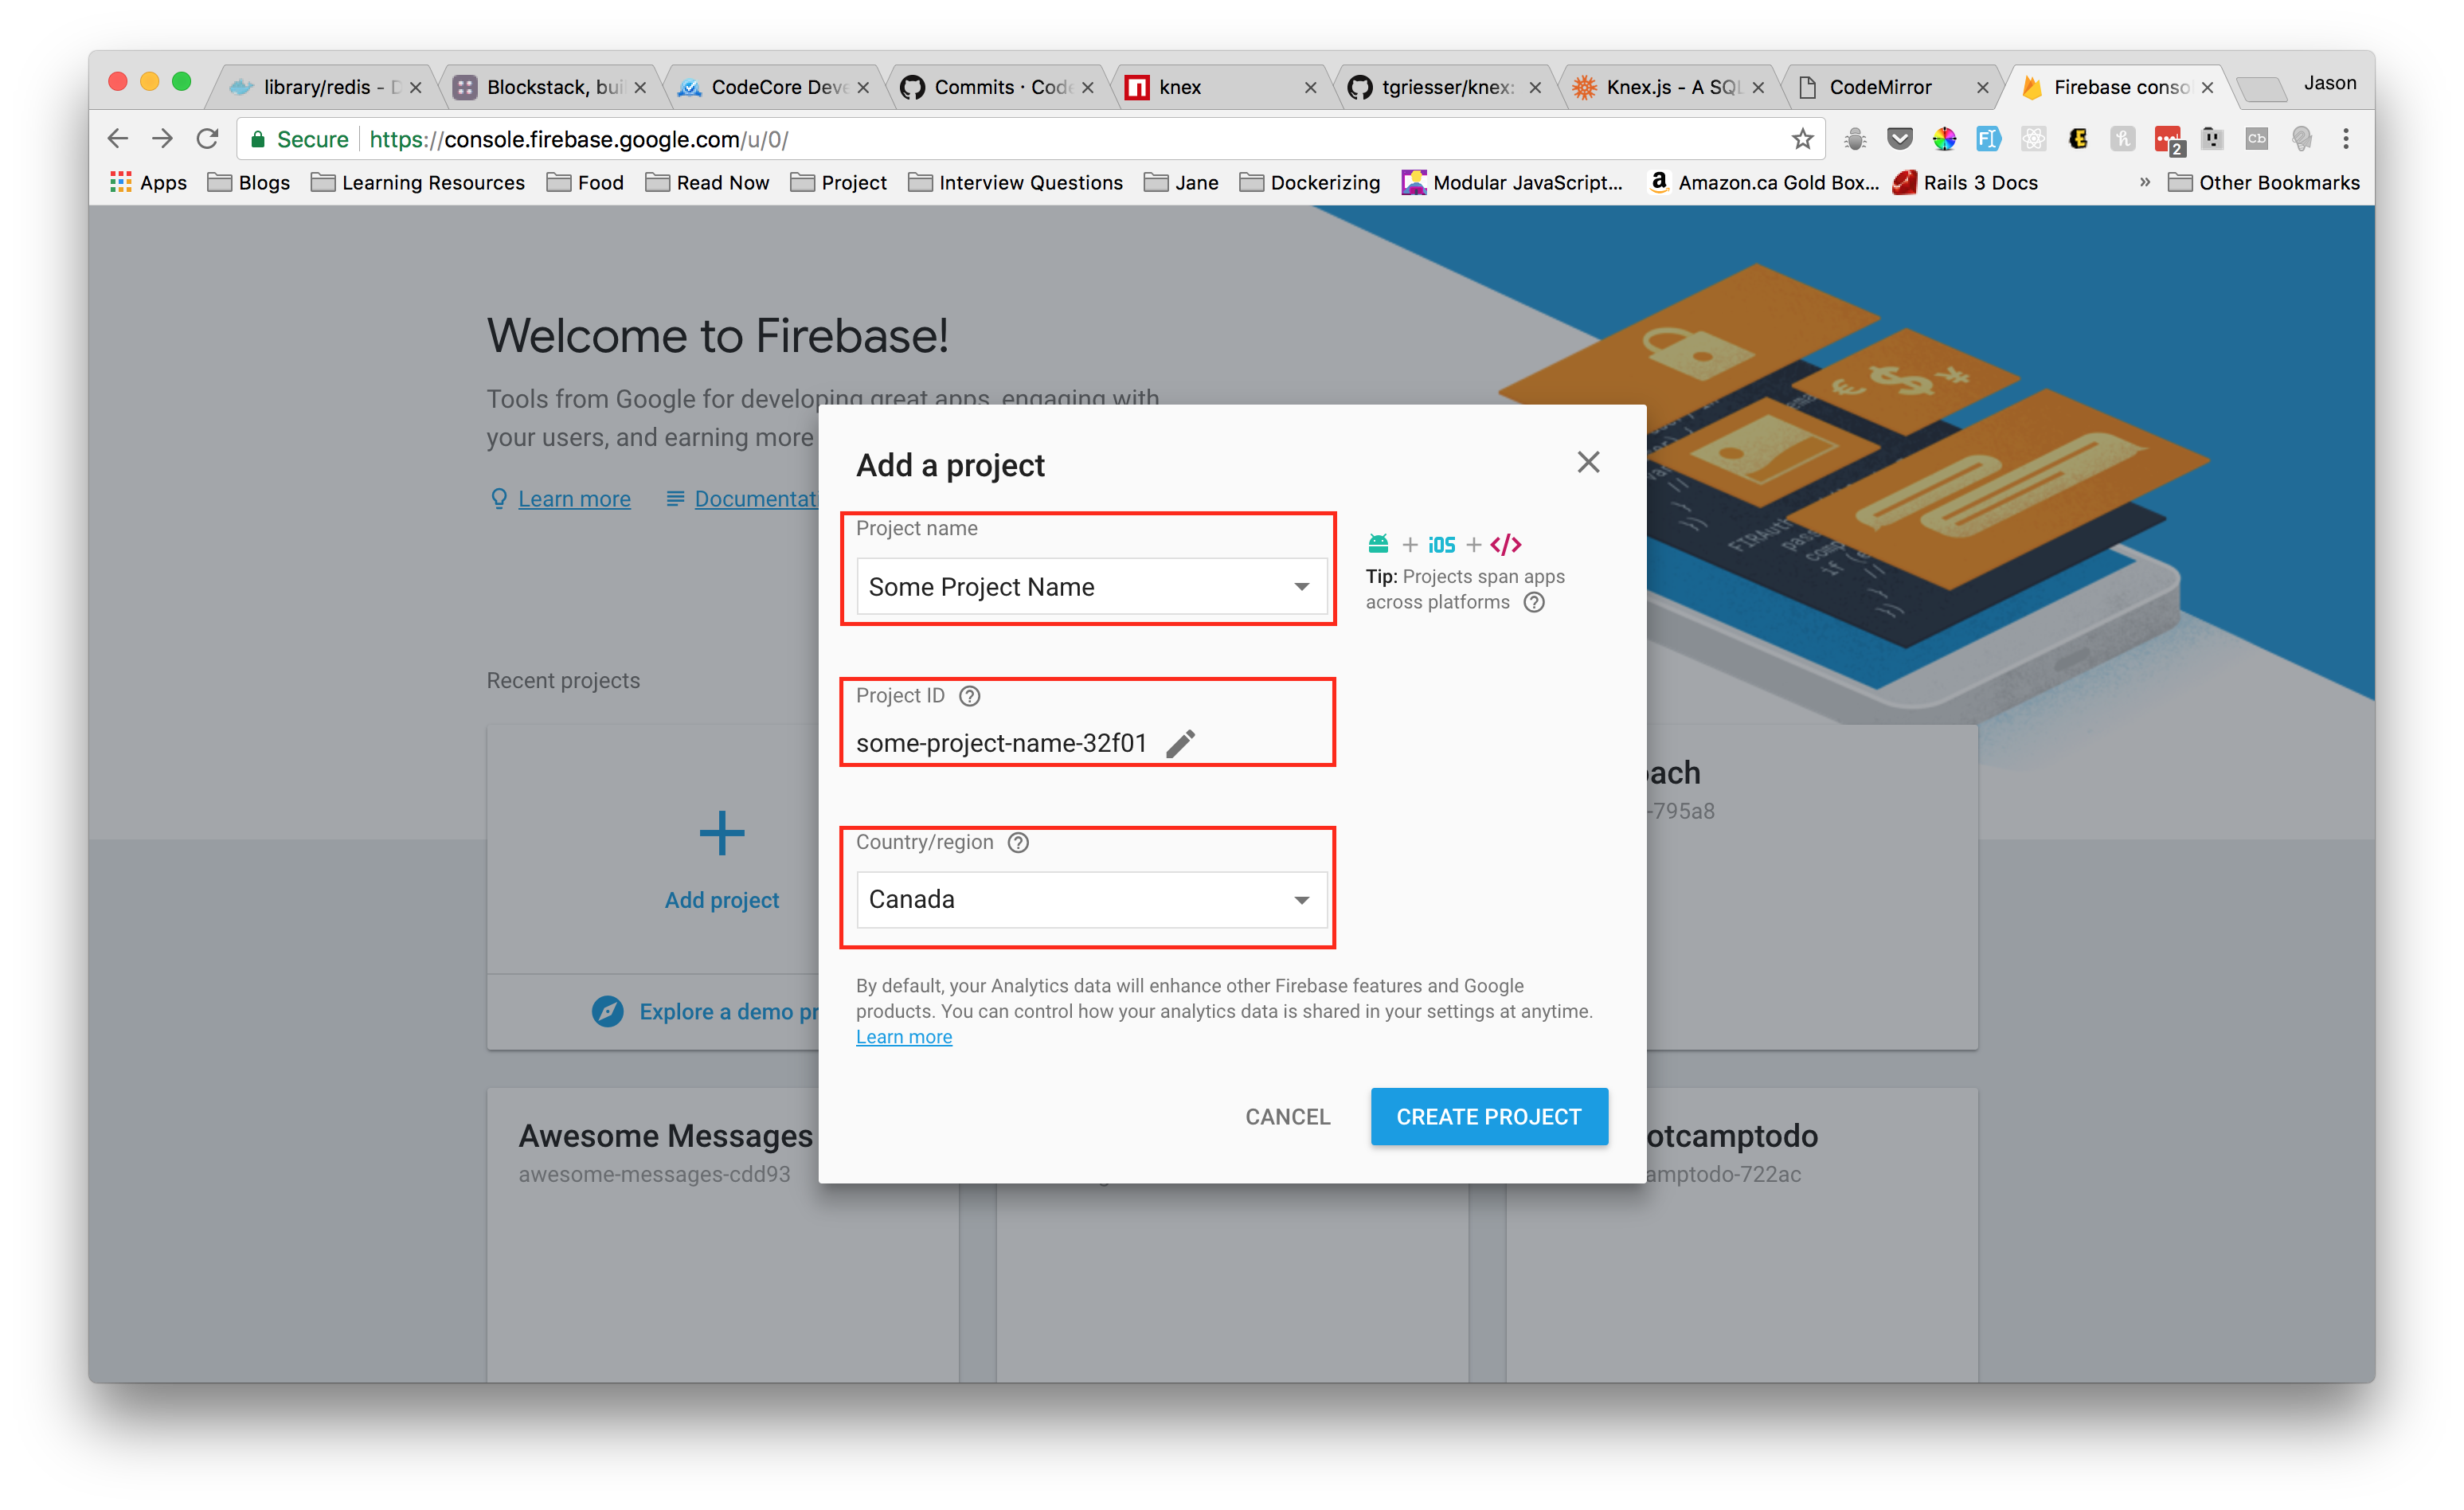 library/redis - D
Blockstack, bui
CodeCore Deve
Commits · Code
knex
tgriesser/knex:
Knex.js - A SQL
CodeMirror
Firebase conso
Jason
Secure
https://console.firebase.google.com/u/0/
2
Apps
Blogs
Learning Resources
Food
Read Now
Project
Interview Questions
Jane
Dockerizing
Modular JavaScript...
Amazon.ca Gold Box...
Rails 3 Docs
»
Other Bookmarks
Welcome to Firebase!
Tools from Google for developing great apps, engaging with
your users, and earning more
Learn more
Documentat
Add a project
Project name
Some Project Name
+ iOS + </>
Tip: Projects span apps
across platforms
Recent projects
Project ID
some-project-name-32f01
Country/region
Canada
Add project
Explore a demo pr
oach
-795a8
By default, your Analytics data will enhance other Firebase features and Google
products. You can control how your analytics data is shared in your settings at anytime.
Learn more
CANCEL
CREATE PROJECT
Awesome Messages
awesome-messages-cdd93
otcamptodo
amptodo-722ac